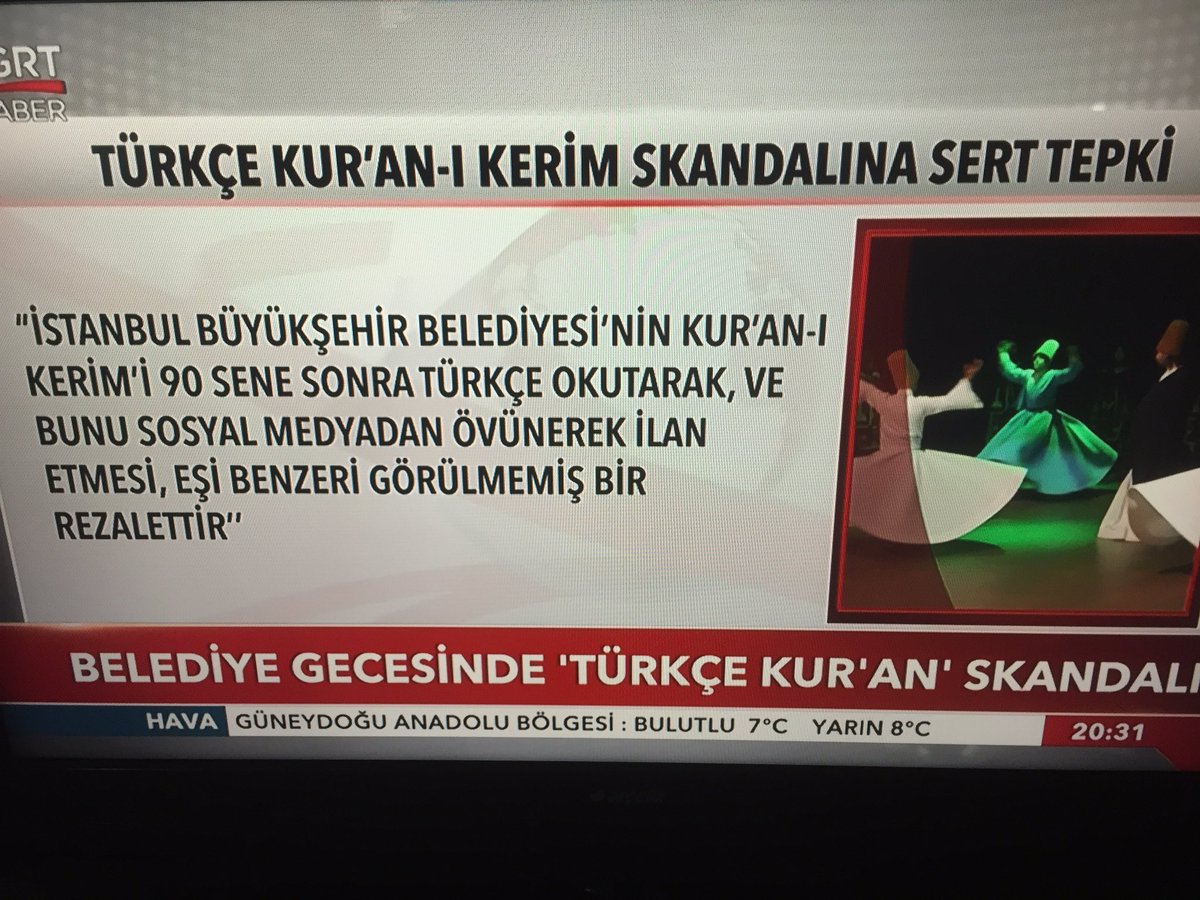 GRT
ABER
TÜRKÇE KUR'AN-I KERİM SKANDALINA SERT TEPKİ
"İSTANBUL BÜYÜKŞEHİR BELEDİYESİ'NİN KUR'AN-I
KERİM'İ 90 SENE SONRA TÜRKÇE OKUTARAK, VE
BUNU SOSYAL MEDYADAN ÖVÜNEREK İLAN
ETMESİ, EŞİ BENZERİ GÖRÜLMEMİŞ BİR
REZALETTİR"
BELEDİYE GECESİNDE 'TÜRKÇE KUR'AN' SKANDALI
HAVA GÜNEYDOĞU ANADOLU BÖLGESİ : BULUTLU 7°C YARIN 8°C 20:31